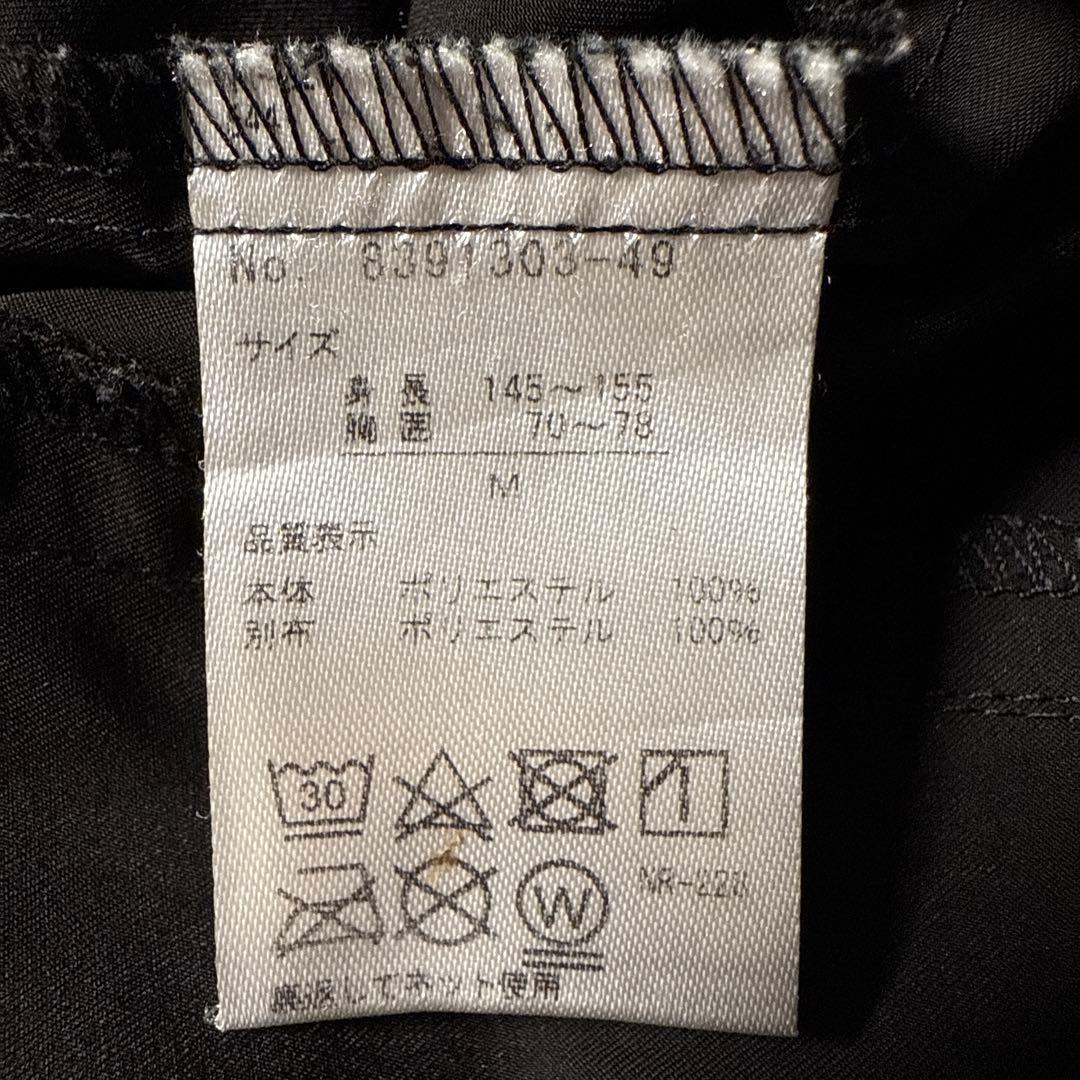 No. 8391303-49
サイズ
身長 145～155
胸囲 70～78
M
品質表示
本体 ポリエステル 100%
別布 ポリエステル 100%
30
W
NR-228
裏返してネット使用